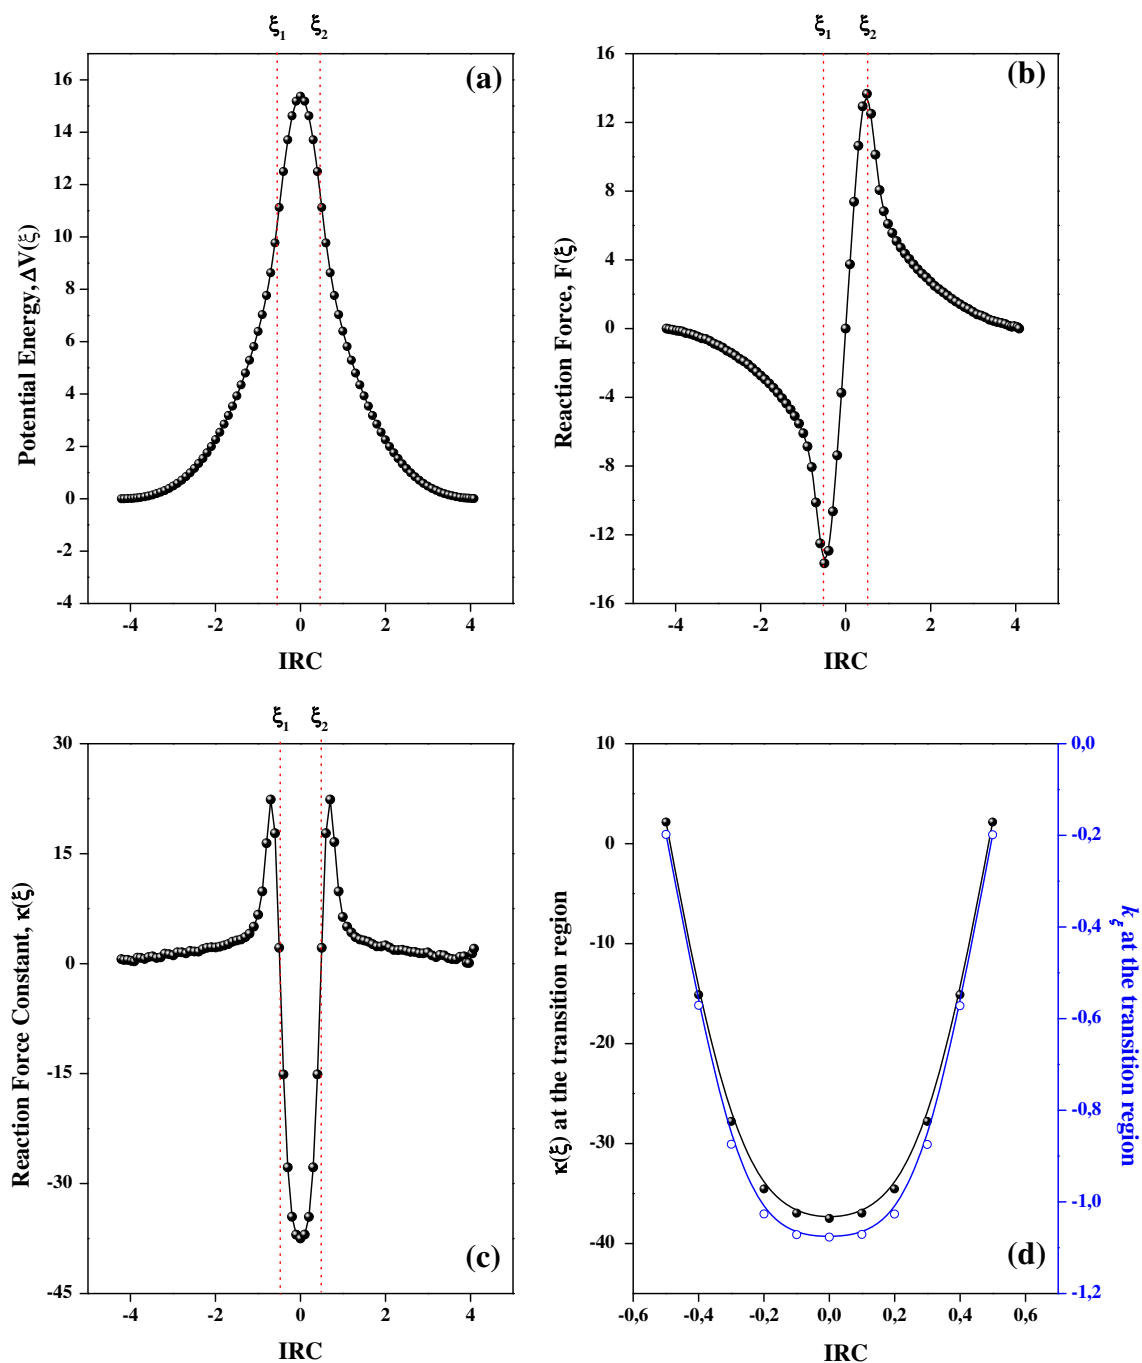 ξ1 ξ2
(a)
16
14
12
10
8
6
4
2
0
-2
-4
Potential Energy, ΔV(ξ)
-4 -2 0 2 4
IRC
ξ1 ξ2
(b)
16
12
8
4
0
-4
-8
-12
-16
Reaction Force, F(ξ)
-4 -2 0 2 4
IRC
ξ1 ξ2
30
15
0
-15
-30
-45
Reaction Force Constant, κ(ξ)
(c)
-4 -2 0 2 4
IRC
10
0
-10
-20
-30
-40
κ(ξ) at the transition region
0,0
-0,2
-0,4
-0,6
-0,8
-1,0
-1,2
kξ at the transition region
(d)
-0,6 -0,4 -0,2 0,0 0,2 0,4 0,6
IRC